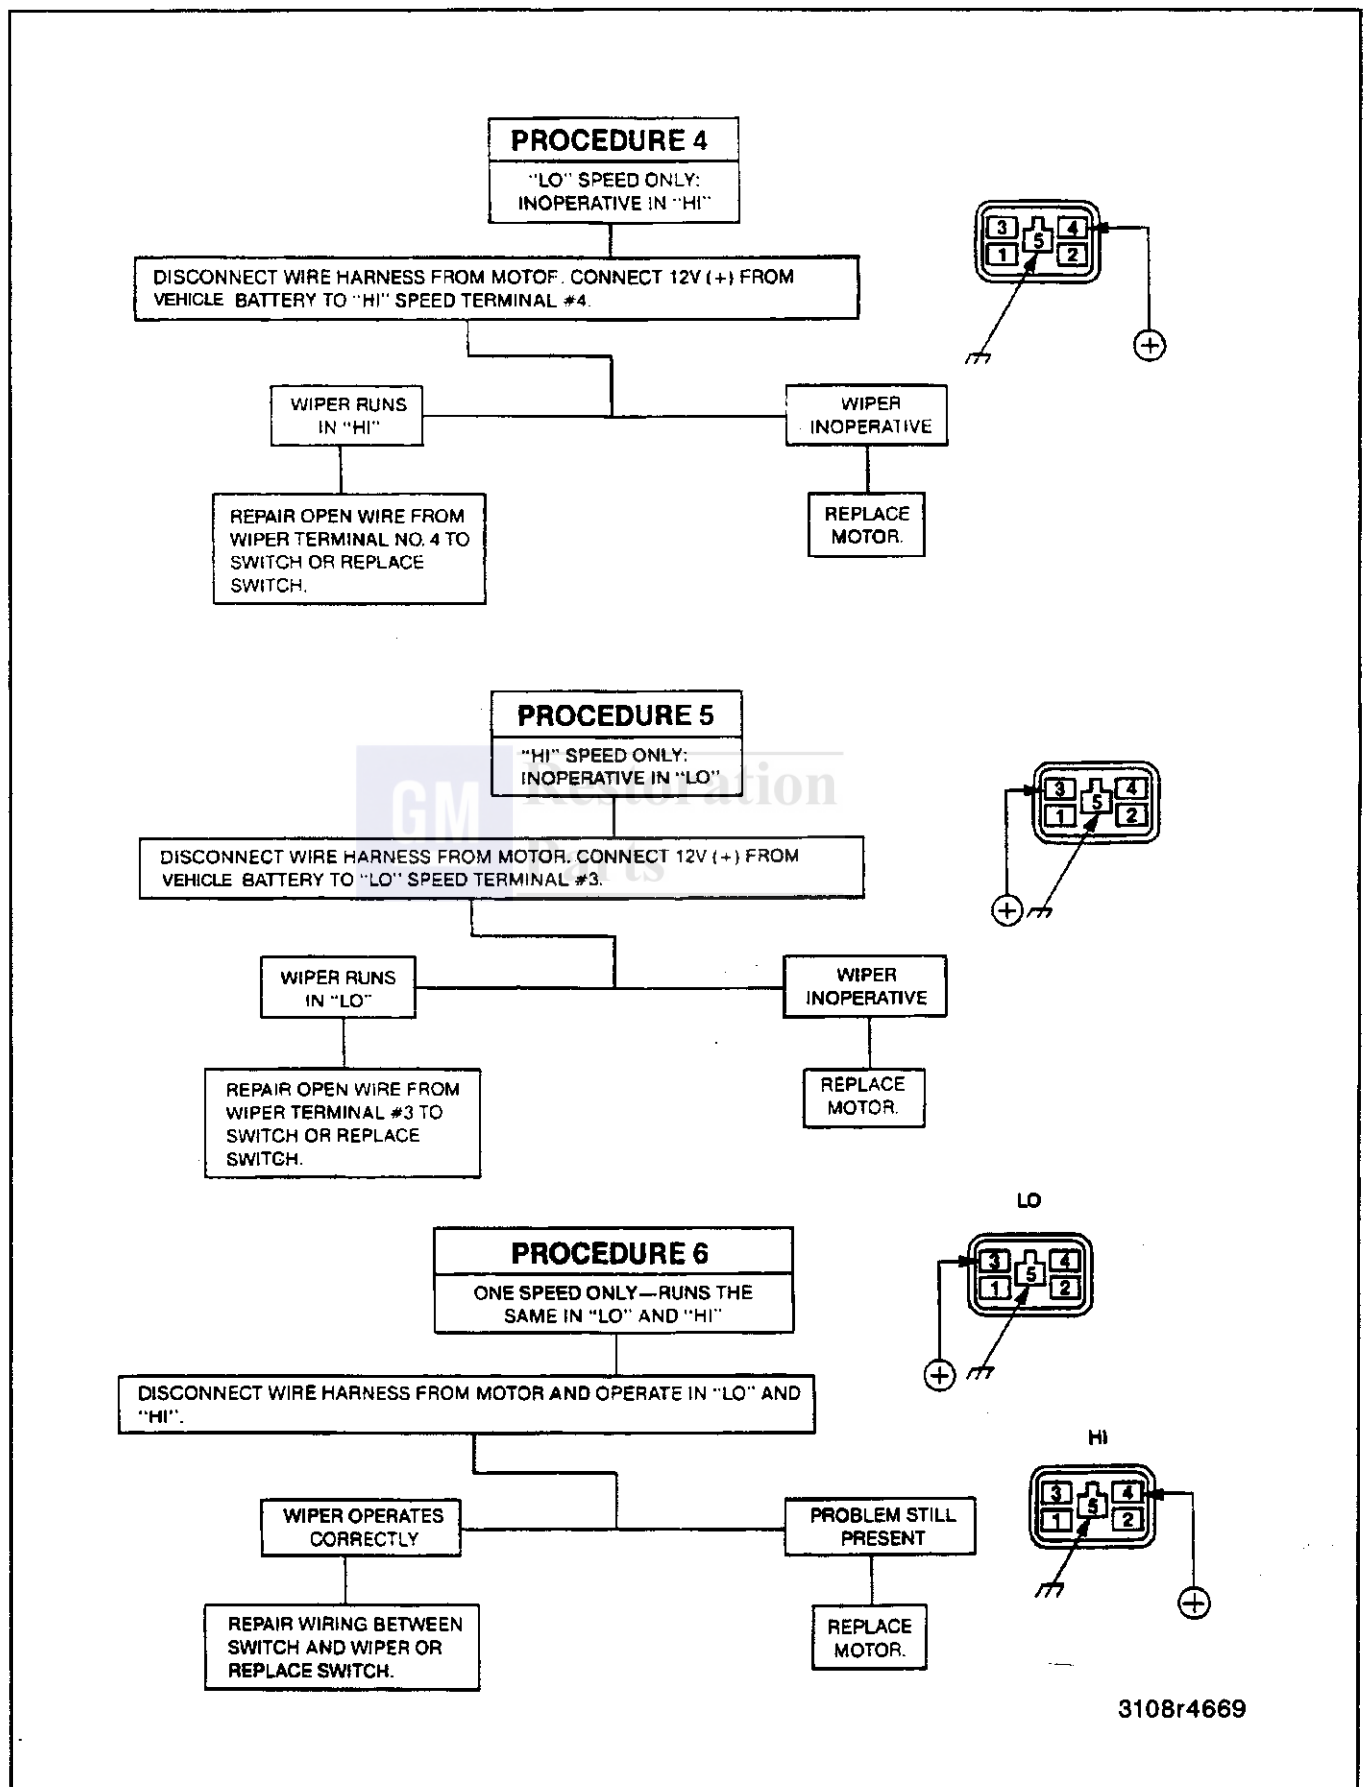 PROCEDURE 4
"LO" SPEED ONLY:
INOPERATIVE IN "HI"
3 5 4
1 2
DISCONNECT WIRE HARNESS FROM MOTOR. CONNECT 12V (+) FROM
VEHICLE BATTERY TO "HI" SPEED TERMINAL #4.
+
WIPER RUNS
IN "HI"
WIPER
INOPERATIVE
REPAIR OPEN WIRE FROM
WIPER TERMINAL NO. 4 TO
SWITCH OR REPLACE
SWITCH.
REPLACE
MOTOR.
PROCEDURE 5
"HI" SPEED ONLY:
INOPERATIVE IN "LO"
GM Restoration
Parts
3 5 4
1 2
DISCONNECT WIRE HARNESS FROM MOTOR. CONNECT 12V (+) FROM
VEHICLE BATTERY TO "LO" SPEED TERMINAL #3.
+
WIPER RUNS
IN "LO"
WIPER
INOPERATIVE
REPAIR OPEN WIRE FROM
WIPER TERMINAL #3 TO
SWITCH OR REPLACE
SWITCH.
REPLACE
MOTOR.
PROCEDURE 6
ONE SPEED ONLY—RUNS THE
SAME IN "LO" AND "HI"
LO
3 5 4
1 2
+
DISCONNECT WIRE HARNESS FROM MOTOR AND OPERATE IN "LO" AND
"HI".
HI
3 5 4
1 2
+
WIPER OPERATES
CORRECTLY
PROBLEM STILL
PRESENT
REPAIR WIRING BETWEEN
SWITCH AND WIPER OR
REPLACE SWITCH.
REPLACE
MOTOR.
3108r4669